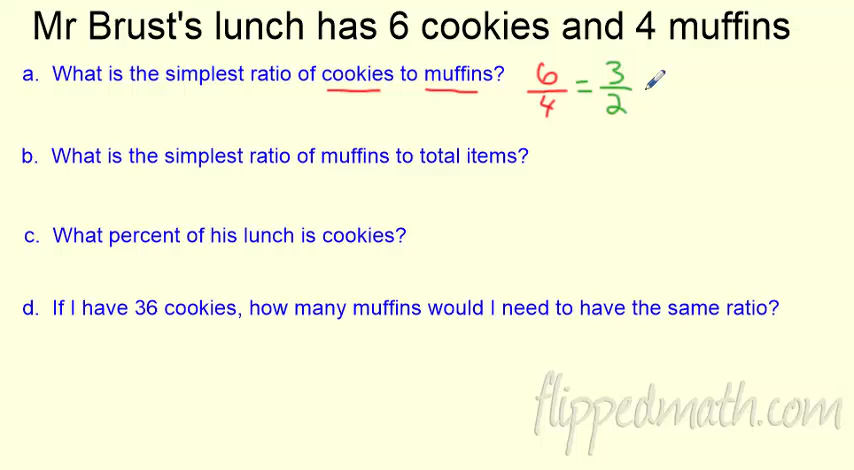 Mr Brust's lunch has 6 cookies and 4 muffins
a. What is the simplest ratio of cookies to muffins? 6/4 = 3/2
b. What is the simplest ratio of muffins to total items?
c. What percent of his lunch is cookies?
d. If I have 36 cookies, how many muffins would I need to have the same ratio?
flippedmath.com